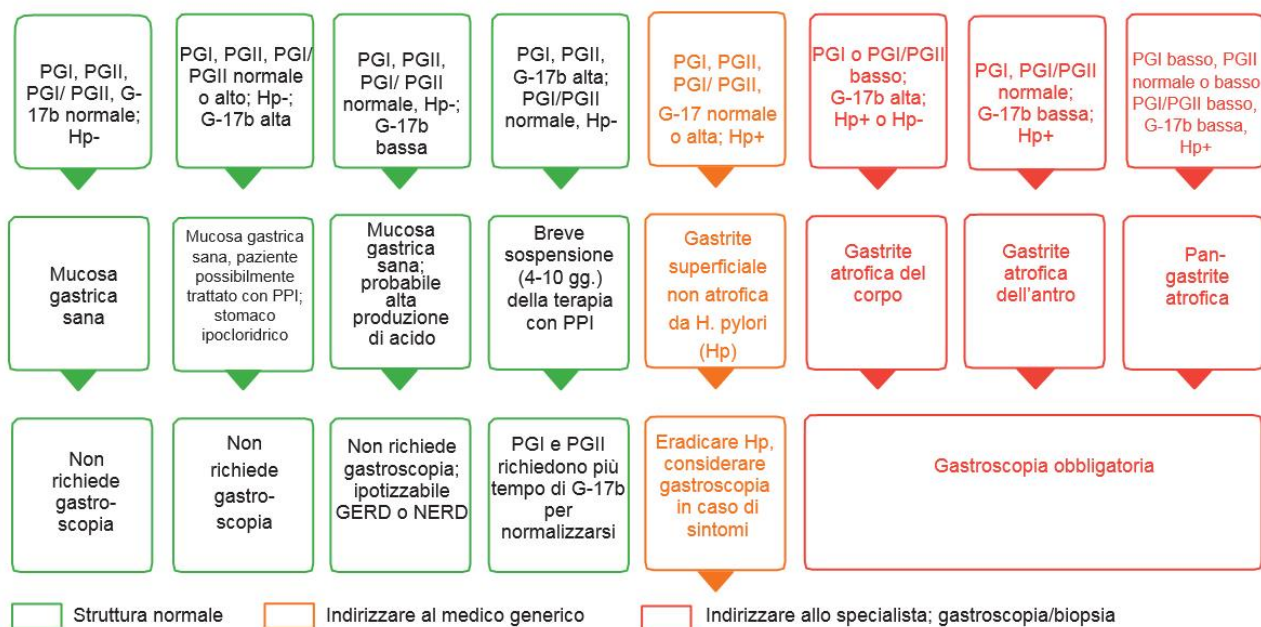 PGI, PGII,
PGI/ PGII, G-
17b normale;
Hp-
PGI, PGII, PGI/
PGII normale
o alto; Hp-;
G-17b alta
PGI, PGII,
PGI/ PGII
normale, Hp-;
G-17b
bassa
PGI, PGII,
G-17b alta;
PGI/PGII
normale, Hp-
PGI, PGII,
PGI/ PGII,
G-17 normale
o alta; Hp+
PGI o PGI/PGII
basso;
G-17b alta;
Hp+ o Hp-
PGI, PGI/PGII
normale;
G-17b bassa;
Hp+
PGI basso, PGII
normale o basso
PGI/PGII basso,
G-17b bassa,
Hp+
Mucosa
gastrica
sana
Mucosa gastrica
sana, paziente
possibilmente
trattato con PPI;
stomaco
ipocloridrico
Mucosa
gastrica
sana;
probabile alta
produzione
di acido
Breve
sospensione
(4-10 gg.)
della terapia
con PPI
Gastrite
superficiale
non atrofica
da H. pylori
(Hp)
Gastrite
atrofica del
corpo
Gastrite
atrofica
dell'antro
Pan-
gastrite
atrofica
Non
richiede
gastro-
scopia
Non
richiede
gastro-
scopia
Non richiede
gastroscopia;
ipotizzabile
GERD o NERD
PGI e PGII
richiedono più
tempo di G-17b
per
normalizzarsi
Eradicare Hp,
considerare
gastroscopia
in caso di
sintomi
Gastroscopia obbligatoria
Struttura normale
Indirizzare al medico generico
Indirizzare allo specialista; gastroscopia/biopsia